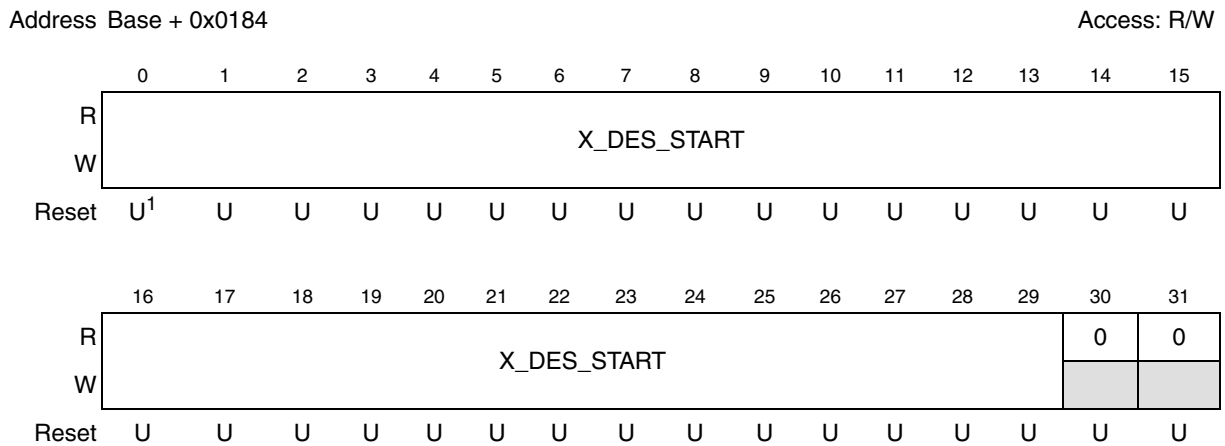 Address Base + 0x0184 Access: R/W
0 1 2 3 4 5 6 7 8 9 10 11 12 13 14 15
R
X_DES_START
W
Reset U1 U U U U U U U U U U U U U U U
16 17 18 19 20 21 22 23 24 25 26 27 28 29 30 31
R 0 0
X_DES_START
W
Reset U U U U U U U U U U U U U U U U